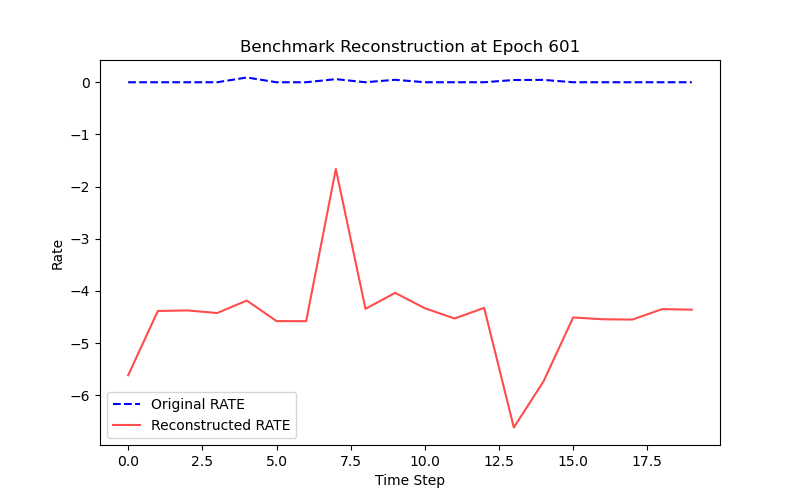 Benchmark Reconstruction at Epoch 601
Rate
0
−1
−2
−3
−4
−5
−6
Original RATE
Reconstructed RATE
0.0 2.5 5.0 7.5 10.0 12.5 15.0 17.5
Time Step